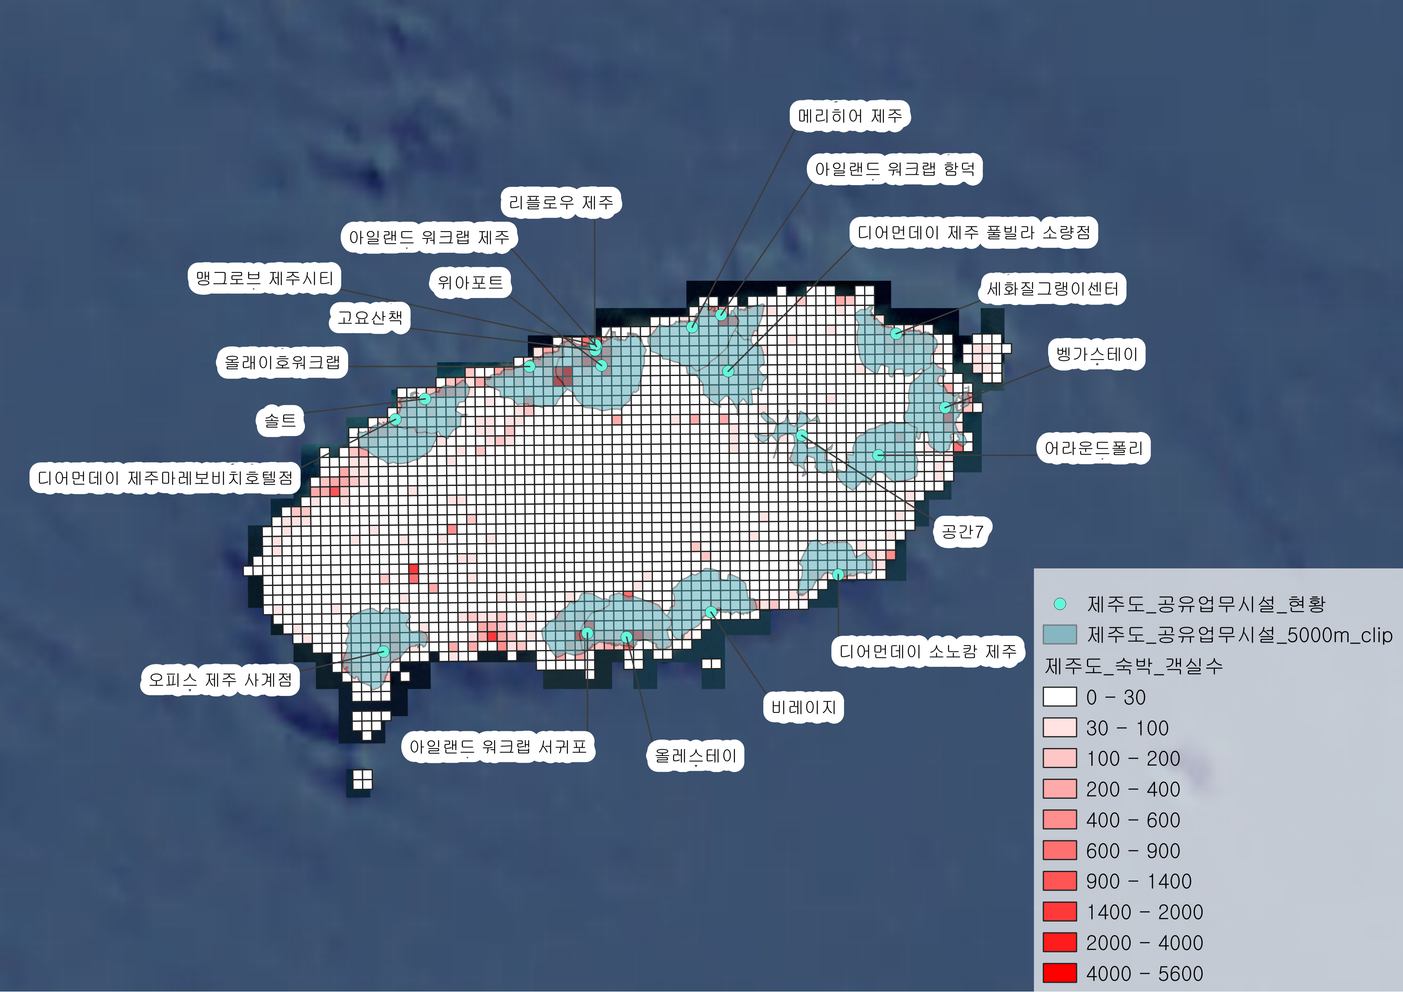 메리히어 제주
아일랜드 워크랩 함덕
리플로우 제주
아일랜드 워크랩 제주
디어먼데이 제주 풀빌라 소량점
맹그로브 제주시티
위아포트
세화질그랭이센터
고요산책
벵가스테이
올래이호워크랩
솔트
어라운드폴리
디어먼데이 제주마레보비치호텔점
공간7
디어먼데이 소노캄 제주
오피스 제주 사계점
비레이지
아일랜드 워크랩 서귀포
올레스테이
제주도_공유업무시설_현황
제주도_공유업무시설_5000m_clip
제주도_숙박_객실수
0 - 30
30 - 100
100 - 200
200 - 400
400 - 600
600 - 900
900 - 1400
1400 - 2000
2000 - 4000
4000 - 5600